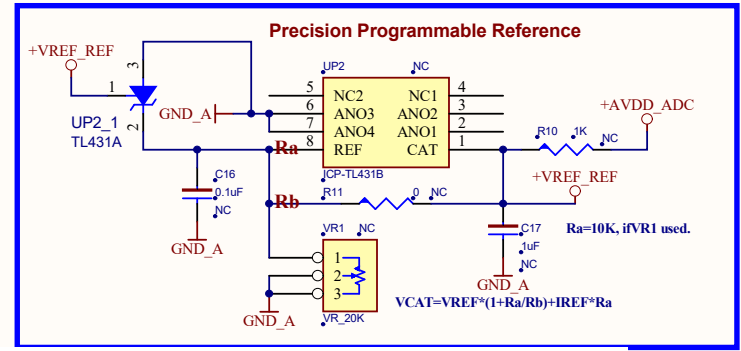 Precision Programmable Reference
+VREF_REF
3
1
2
UP2_1
TL431A
GND_A
UP2
NC
5
NC2
NC1
4
6
ANO3
ANO2
3
7
ANO4
ANO1
2
8
REF
CAT
1
ICP-TL431B
Ra
R10
1K
NC
+AVDD_ADC
+VREF_REF
C16
0.1uF
NC
GND_A
Rb
R11
0
NC
VR1
NC
1
2
3
VR_20K
GND_A
C17
1uF
NC
GND_A
Ra=10K, ifVR1 used.
VCAT=VREF*(1+Ra/Rb)+IREF*Ra